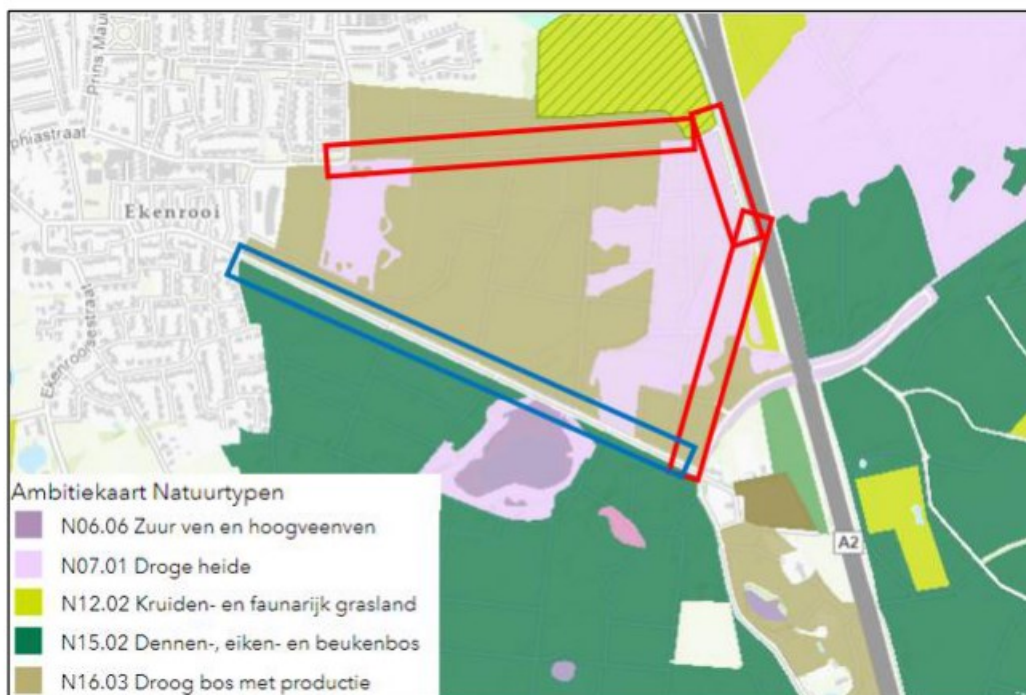 Prins Mau
phiastraat
Ekenrooi
Ekenrooisestraat
A2
Ambitiekaart Natuurtypen
N06.06 Zuur ven en hoogveenven
N07.01 Droge heide
N12.02 Kruiden- en faunarijk grasland
N15.02 Dennen-, eiken- en beukenbos
N16.03 Droog bos met productie